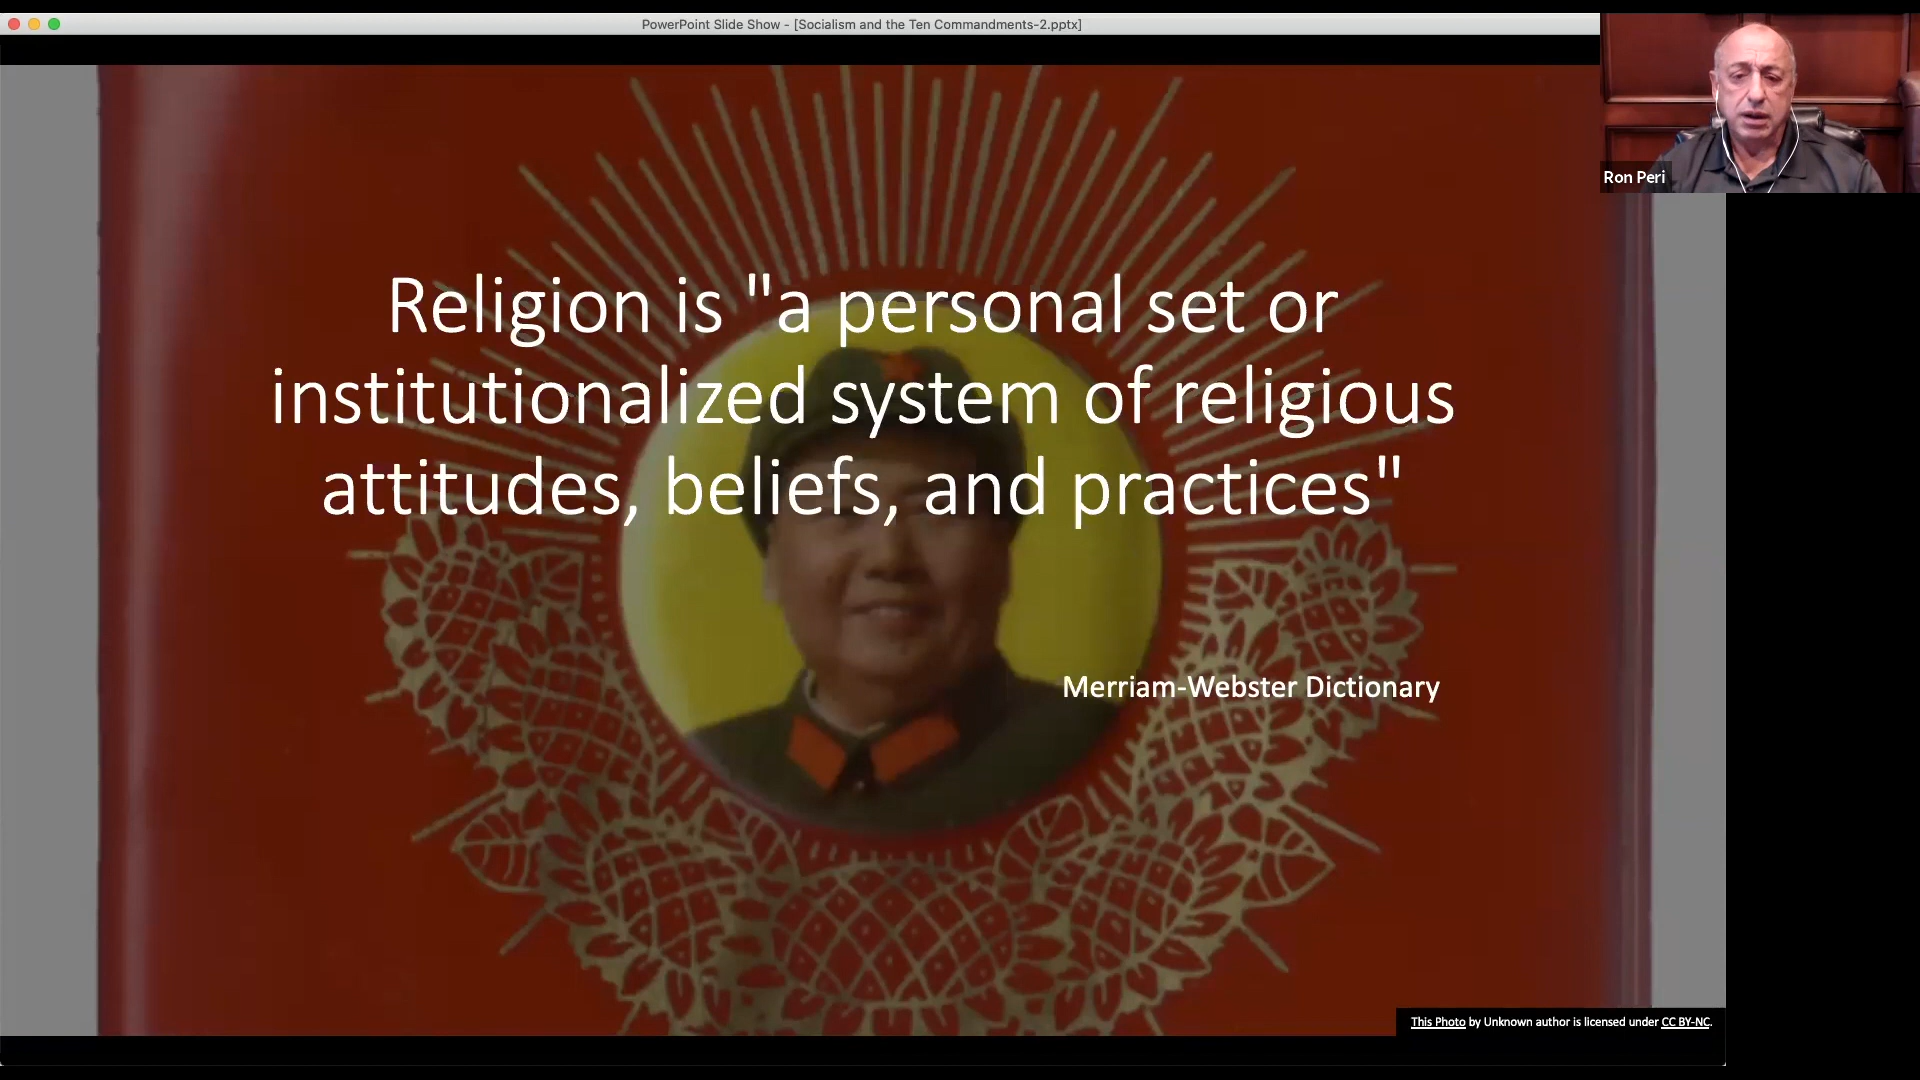 PowerPoint Slide Show - [Socialism and the Ten Commandments-2.pptx]
Ron Peri
Religion is "a personal set or
institutionalized system of religious
attitudes, beliefs, and practices"
Merriam-Webster Dictionary
This Photo by Unknown author is licensed under CC BY-NC.